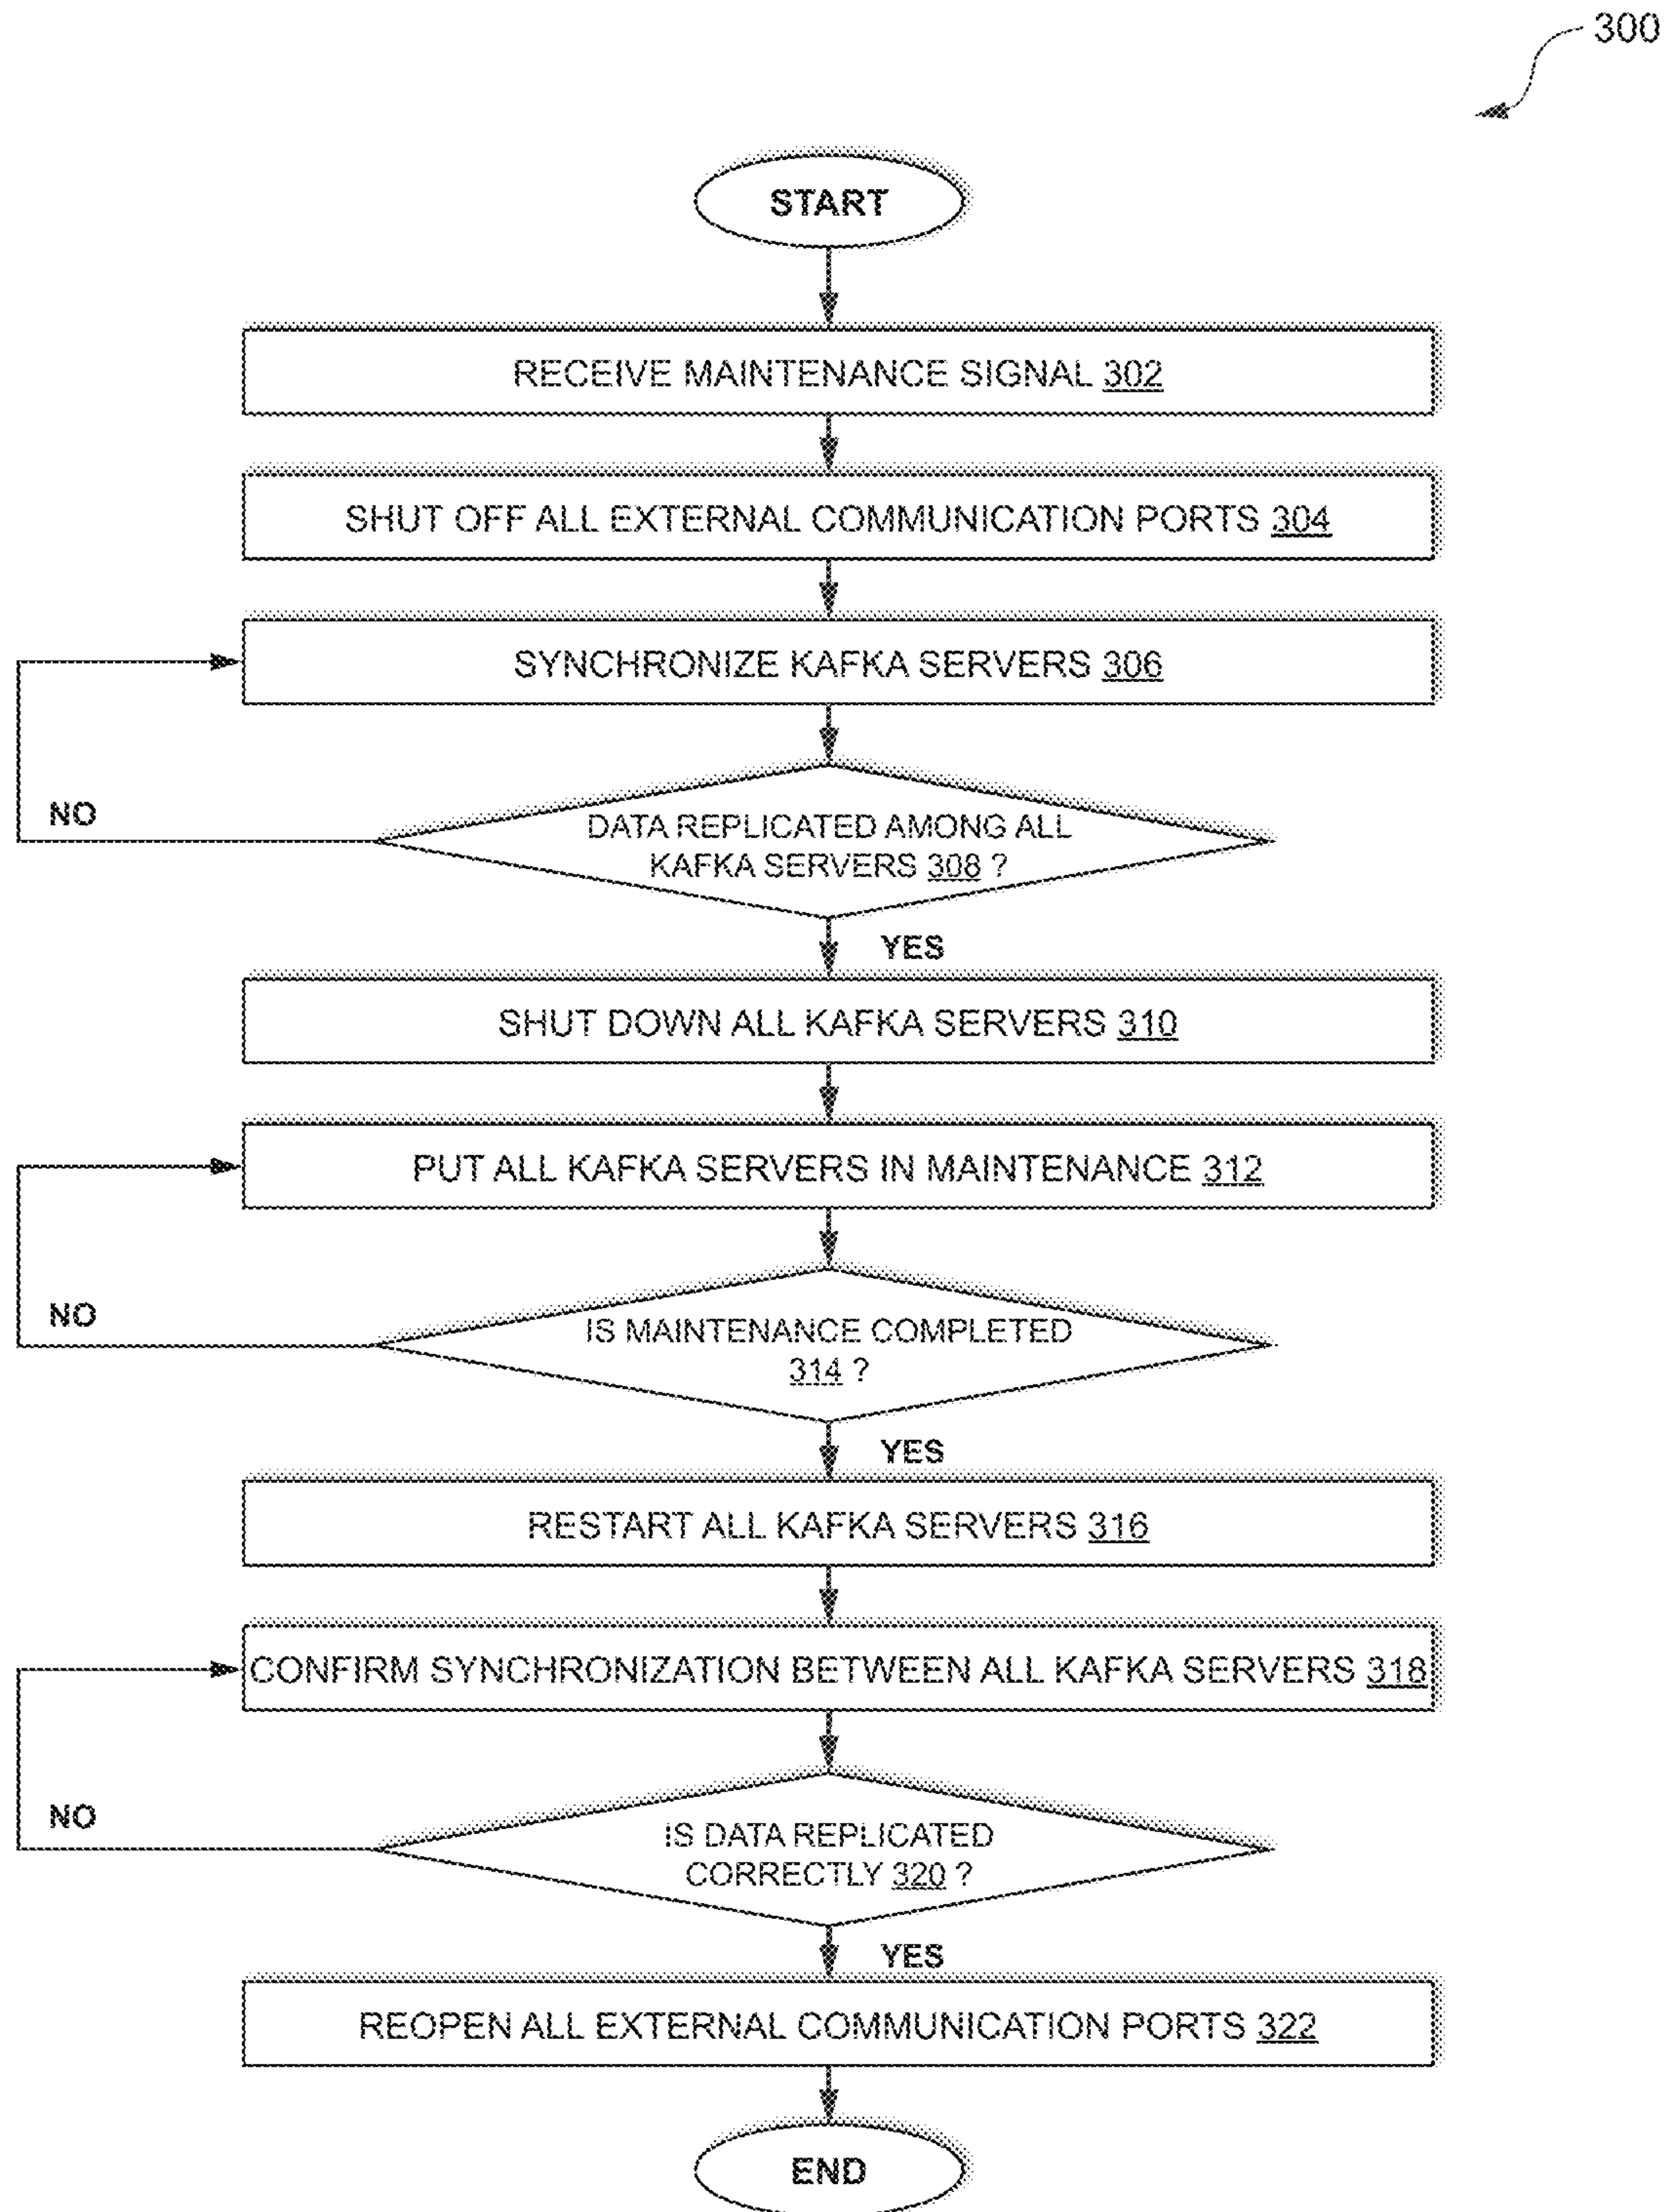 300
START
RECEIVE MAINTENANCE SIGNAL 302
SHUT OFF ALL EXTERNAL COMMUNICATION PORTS 304
SYNCHRONIZE KAFKA SERVERS 306
NO
DATA REPLICATED AMONG ALL
KAFKA SERVERS 308 ?
YES
SHUT DOWN ALL KAFKA SERVERS 310
PUT ALL KAFKA SERVERS IN MAINTENANCE 312
NO
IS MAINTENANCE COMPLETED
314 ?
YES
RESTART ALL KAFKA SERVERS 316
CONFIRM SYNCHRONIZATION BETWEEN ALL KAFKA SERVERS 318
NO
IS DATA REPLICATED
CORRECTLY 320 ?
YES
REOPEN ALL EXTERNAL COMMUNICATION PORTS 322
END